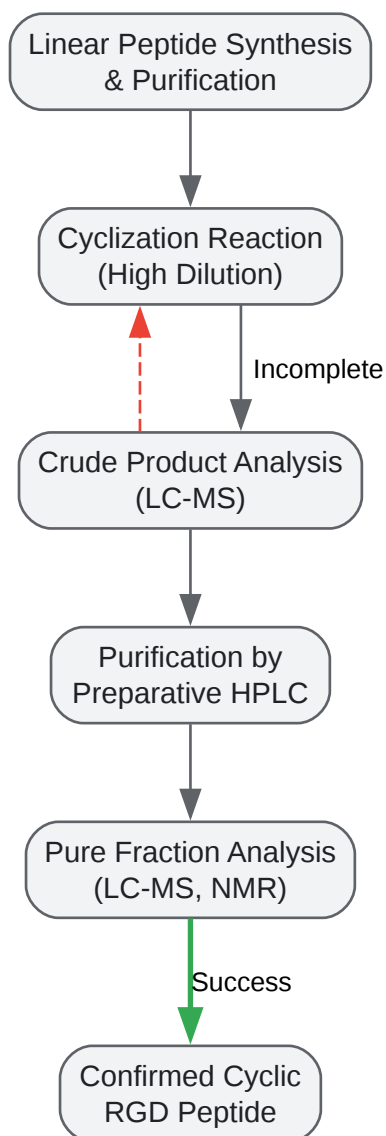 Linear Peptide Synthesis
& Purification
Cyclization Reaction
(High Dilution)
Incomplete
Crude Product Analysis
(LC-MS)
Purification by
Preparative HPLC
Pure Fraction Analysis
(LC-MS, NMR)
Success
Confirmed Cyclic
RGD Peptide